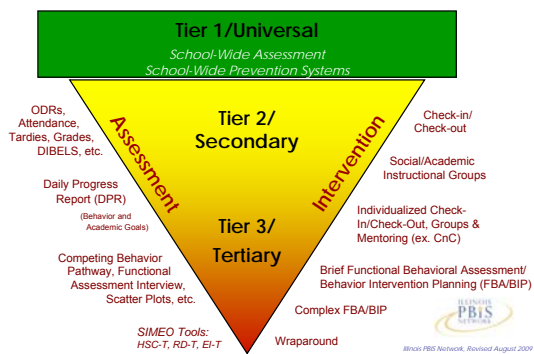 Tier 1/Universal
School-Wide Assessment
School-Wide Prevention Systems
Tier 2/
Secondary
Tier 3/
Tertiary
Assessment
Intervention
ODRs,
Attendance,
Tardies, Grades,
DIBELS, etc.
Daily Progress
Report (DPR)
(Behavior and
Academic Goals)
Competing Behavior
Pathway, Functional
Assessment Interview,
Scatter Plots, etc.
SIMEO Tools:
HSC-T, RD-T, EI-T
Check-in/
Check-out
Social/Academic
Instructional Groups
Individualized Check-
In/Check-Out, Groups &
Mentoring (ex. CnC)
Brief Functional Behavioral Assessment/
Behavior Intervention Planning (FBA/BIP)
Complex FBA/BIP
Wraparound
ILLINOIS
PBIS
NETWORK
Illinois PBIS Network, Revised August 2009